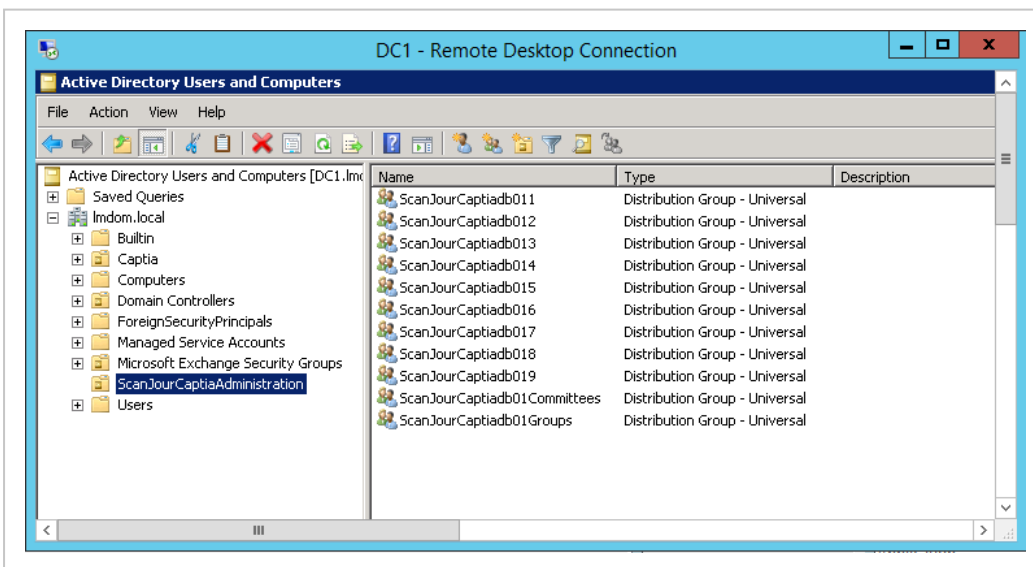 DC1 - Remote Desktop Connection
Active Directory Users and Computers
File Action View Help
Active Directory Users and Computers [DC1.lmd
Saved Queries
lmdom.local
Builtin
Captia
Computers
Domain Controllers
ForeignSecurityPrincipals
Managed Service Accounts
Microsoft Exchange Security Groups
ScanJourCaptiaAdministration
Users
Name Type Description
ScanJourCaptiadb011 Distribution Group - Universal
ScanJourCaptiadb012 Distribution Group - Universal
ScanJourCaptiadb013 Distribution Group - Universal
ScanJourCaptiadb014 Distribution Group - Universal
ScanJourCaptiadb015 Distribution Group - Universal
ScanJourCaptiadb016 Distribution Group - Universal
ScanJourCaptiadb017 Distribution Group - Universal
ScanJourCaptiadb018 Distribution Group - Universal
ScanJourCaptiadb019 Distribution Group - Universal
ScanJourCaptiadb01Committees Distribution Group - Universal
ScanJourCaptiadb01Groups Distribution Group - Universal